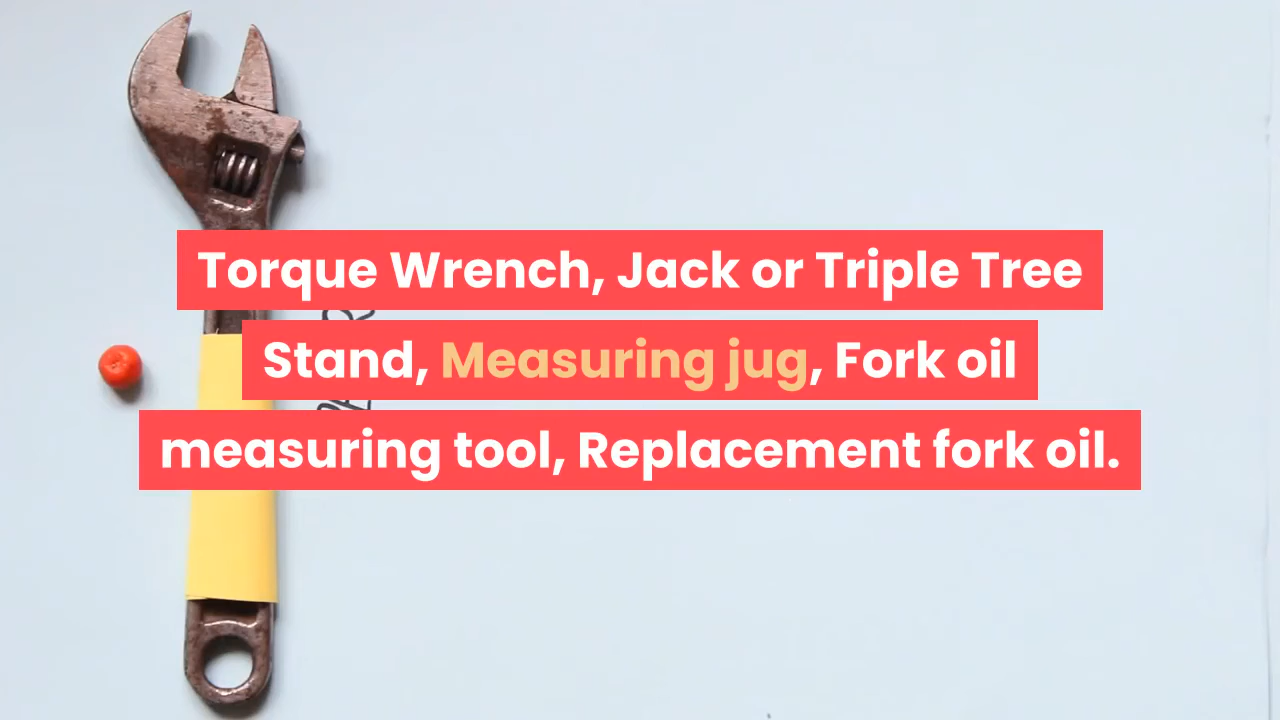 Torque Wrench, Jack or Triple Tree
Stand, Measuring jug, Fork oil
measuring tool, Replacement fork oil.